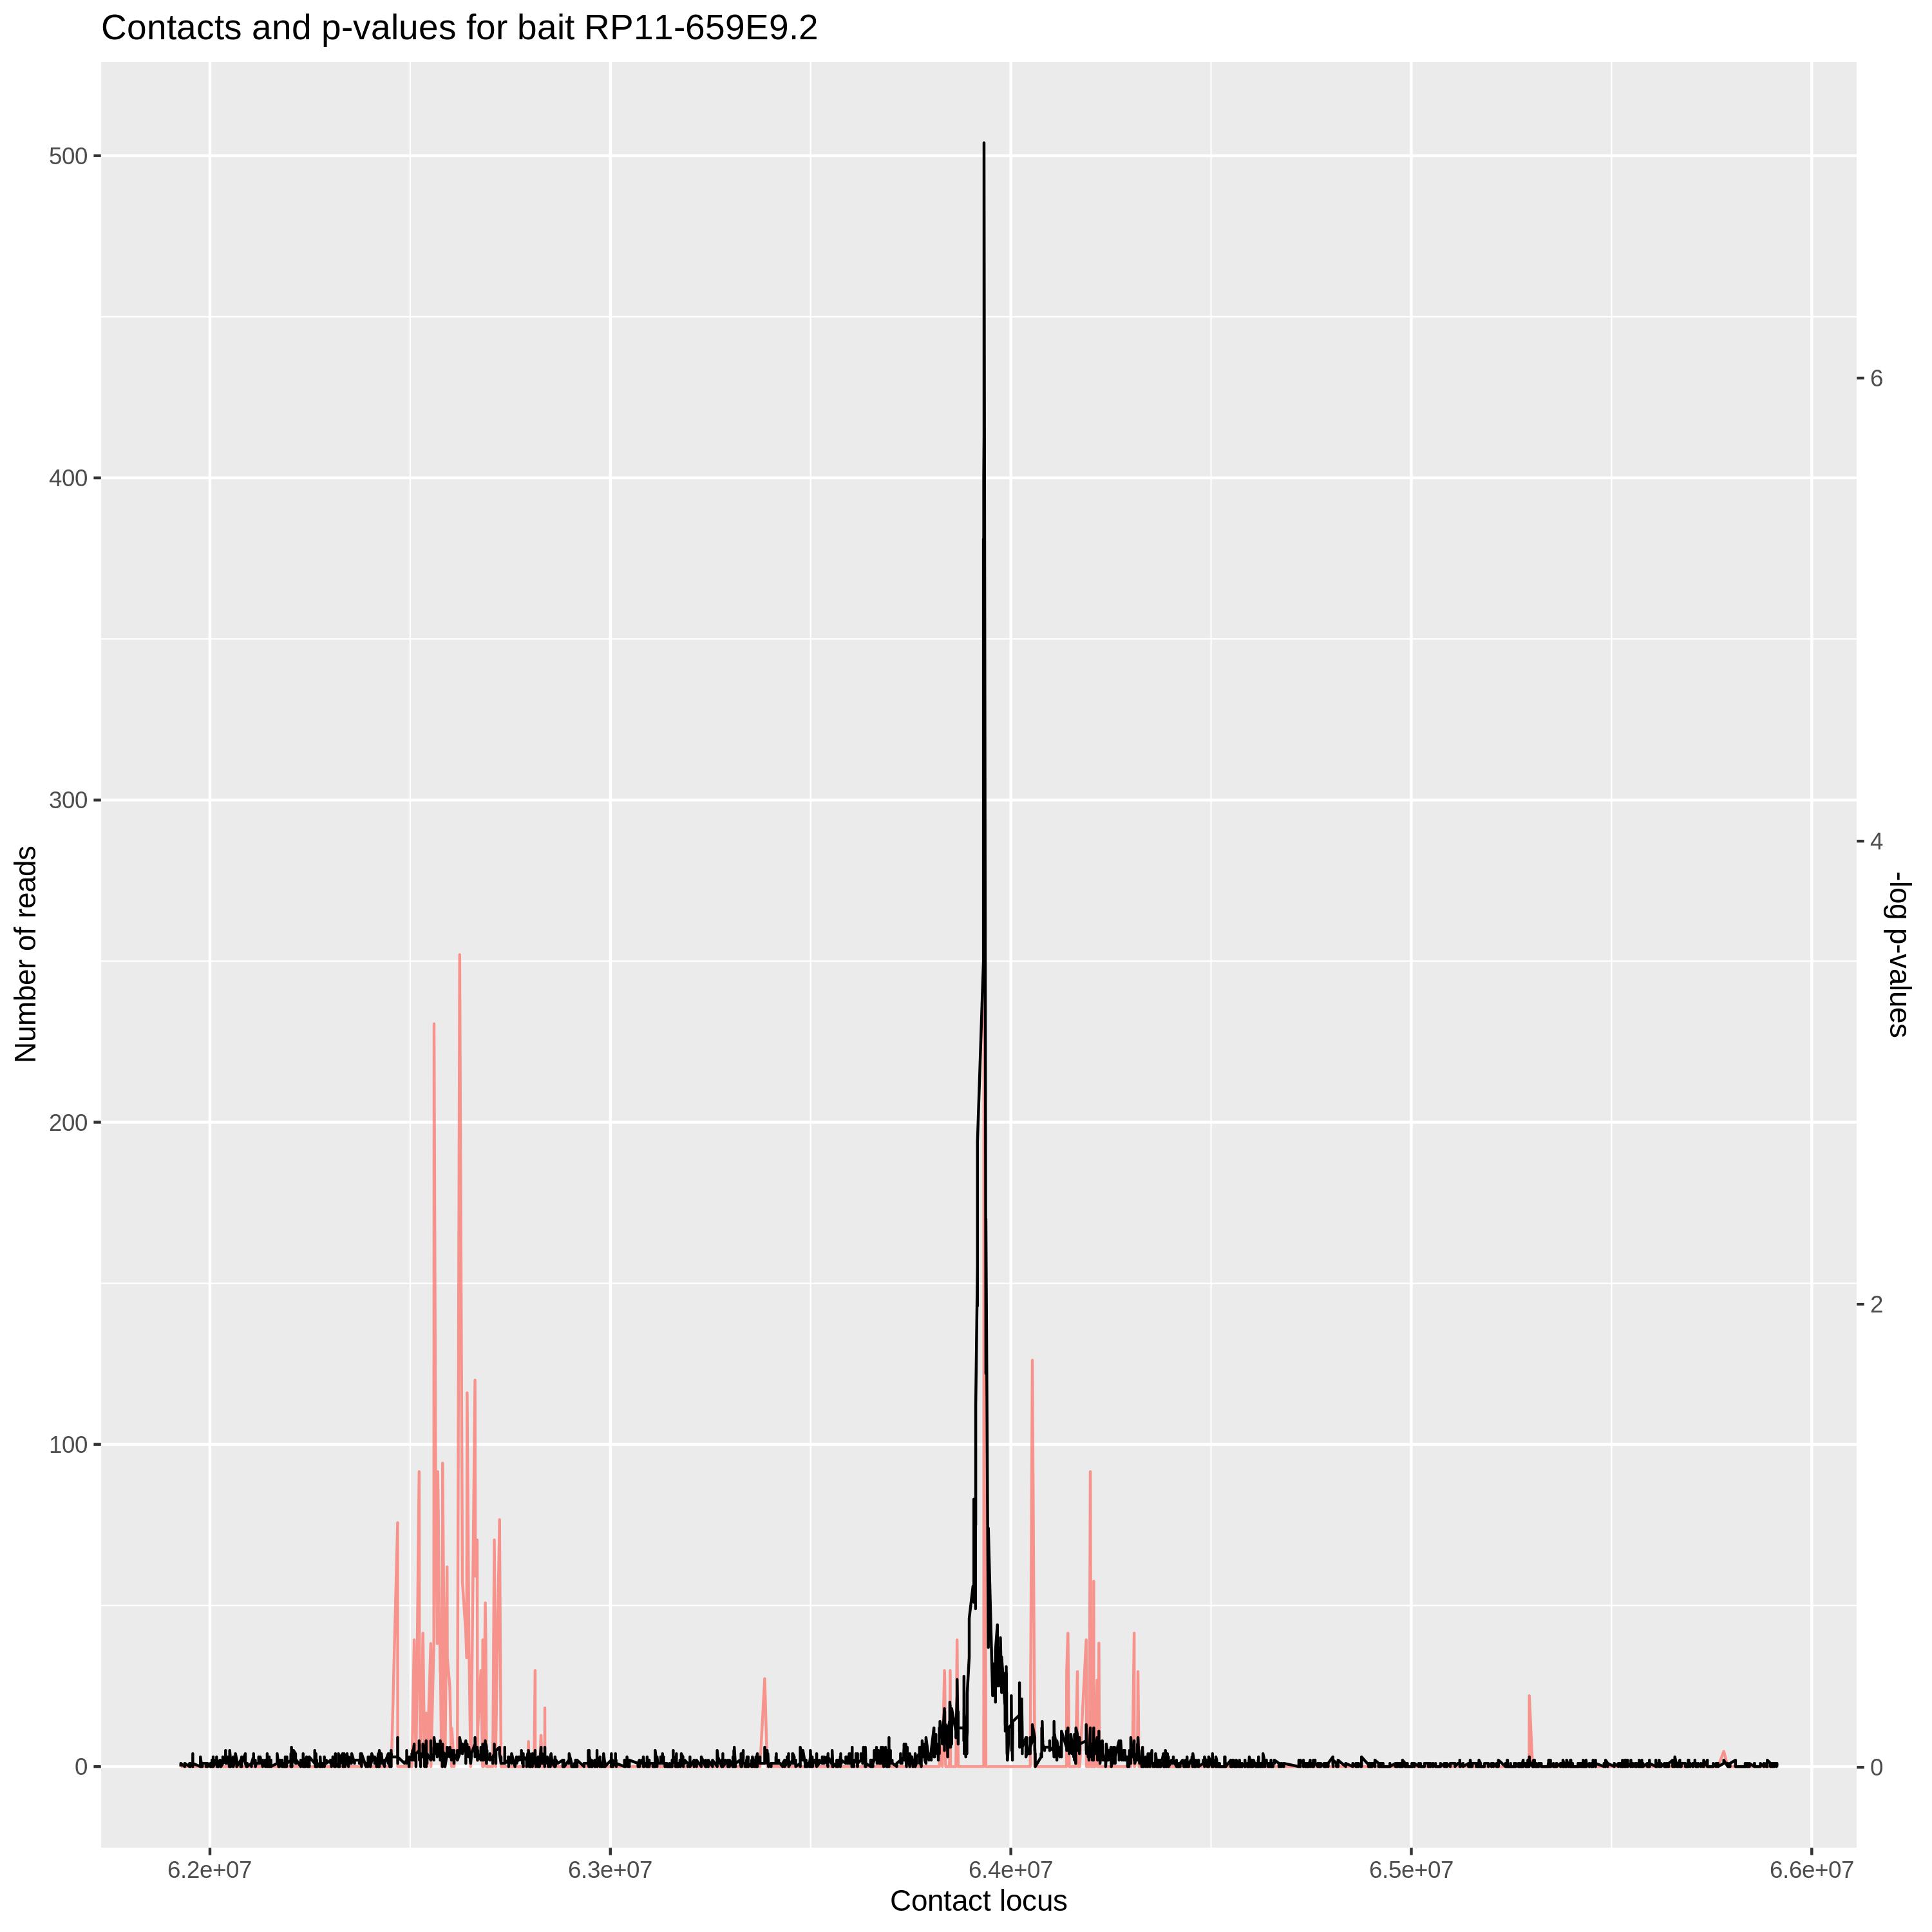 Contacts and p-values for bait RP11-659E9.2
500
400
300
200
100
0
Number of reads
6
4
2
0
-log p-values
6.2e+07
6.3e+07
6.4e+07
6.5e+07
6.6e+07
Contact locus